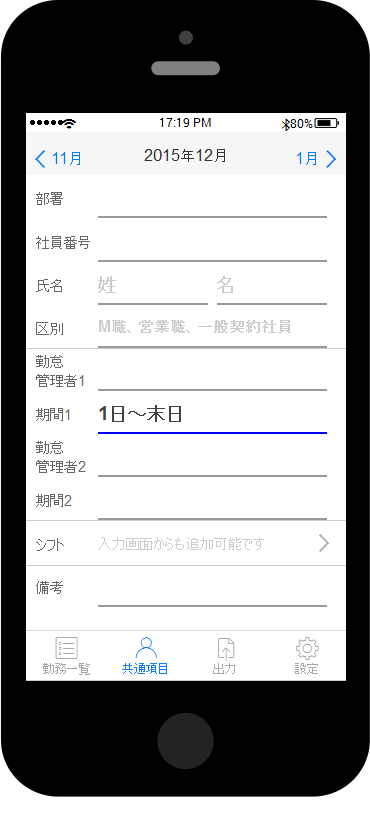 17:19 PM 80%
11月 2015年12月 1月
部署
社員番号
氏名 姓 名
区別 M職、営業職、一般契約社員
勤怠
管理者1
期間1 1日～末日
勤怠
管理者2
期間2
シフト 入力画面からも追加可能です
備考
勤務一覧 共通項目 出力 設定